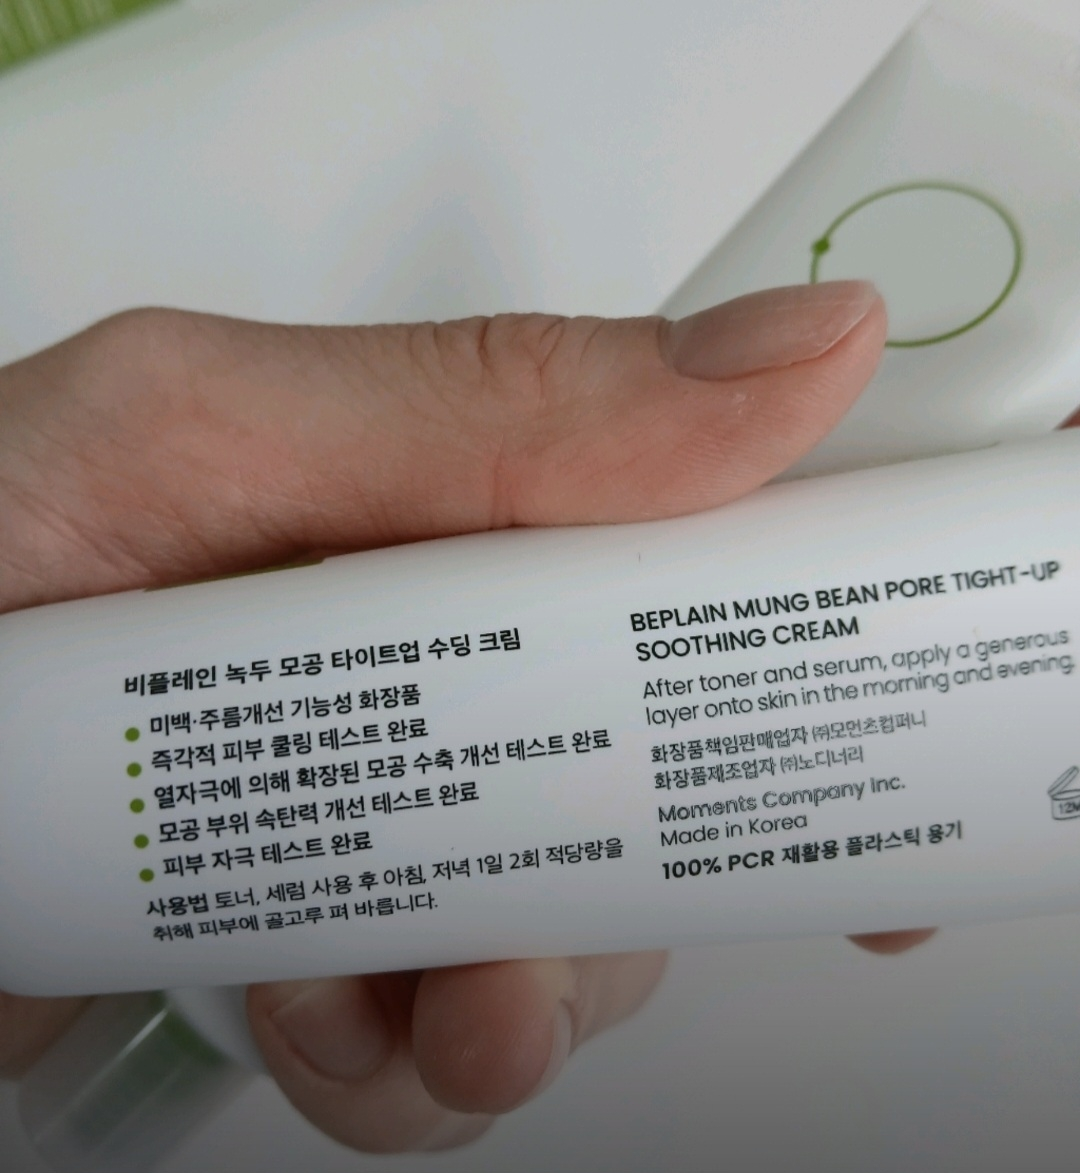 비플레인 녹두 모공 타이트업 수딩 크림
미백·주름개선 기능성 화장품
즉각적 피부 쿨링 테스트 완료
열자극에 의해 확장된 모공 수축 개선 테스트 완료
모공 부위 속탄력 개선 테스트 완료
피부 자극 테스트 완료
사용법 토너, 세럼 사용 후 아침, 저녁 1일 2회 적당량을
취해 피부에 골고루 펴 바릅니다.
BEPLAIN MUNG BEAN PORE TIGHT-UP
SOOTHING CREAM
After toner and serum, apply a generous
layer onto skin in the morning and evening.
화장품책임판매업자 ㈜모먼츠컴퍼니
화장품제조업자 ㈜노디너리
Moments Company Inc.
Made in Korea
100% PCR 재활용 플라스틱 용기
12M